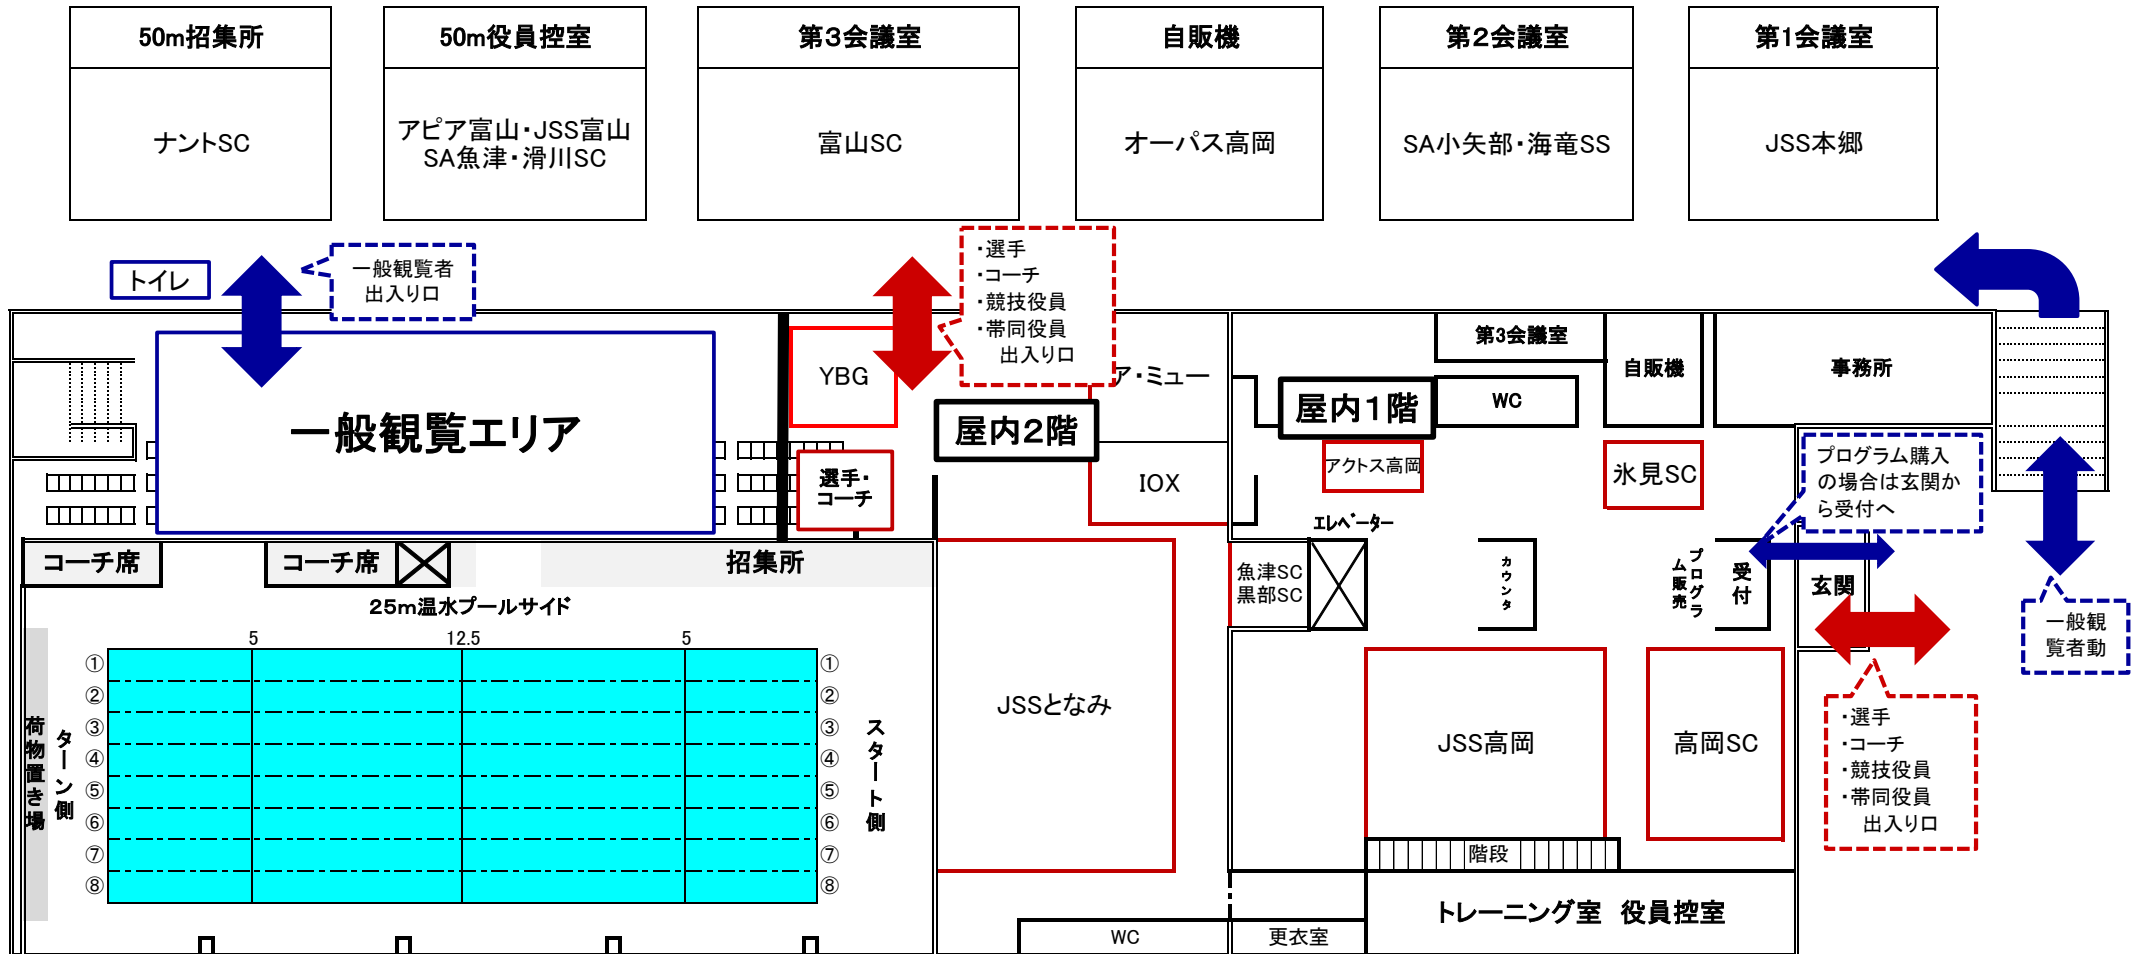 50m招集所
50m役員控室
第3会議室
自販機
第2会議室
第1会議室
ナントSC
アピア富山・JSS富山
SA魚津・滑川SC
富山SC
オーパス高岡
SA小矢部・海竜SS
JSS本郷
トイレ
一般観覧者
出入り口
・選手
・コーチ
・競技役員
・帯同役員
出入り口
YBG
ア・ミュー
第3会議室
自販機
事務所
WC
一般観覧エリア
屋内2階
屋内1階
選手・
コーチ
IOX
アクトス高岡
氷見SC
プログラム購入
の場合は玄関か
ら受付へ
エレベーター
コーチ席
コーチ席
招集所
魚津SC
黒部SC
カウンタ
プログラ
ム販売
受付
玄関
25m温水プールサイド
一般観
覧者動
5
12.5
5
①
②
③
④
⑤
⑥
⑦
⑧
①
②
③
④
⑤
⑥
⑦
⑧
荷物置き場
ターン側
スタート側
JSSとなみ
JSS高岡
高岡SC
・選手
・コーチ
・競技役員
・帯同役員
出入り口
階段
トレーニング室　役員控室
WC
更衣室